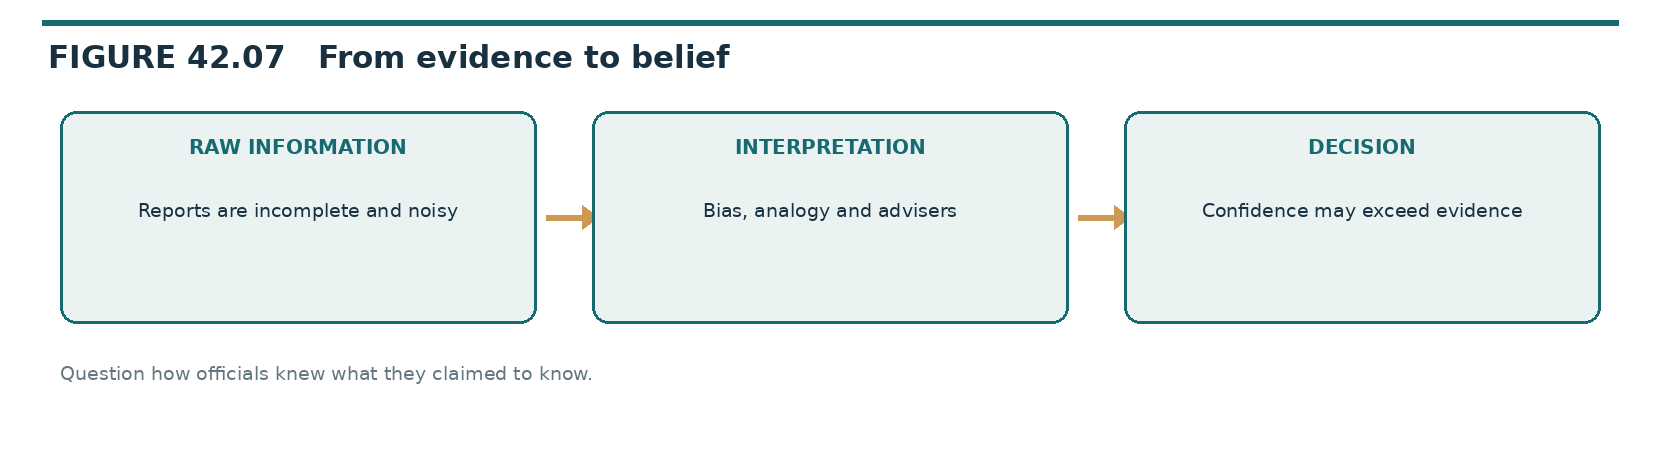 FIGURE 42.07   From evidence to belief
RAW INFORMATION
Reports are incomplete and noisy
INTERPRETATION
Bias, analogy and advisers
DECISION
Confidence may exceed evidence
Question how officials knew what they claimed to know.